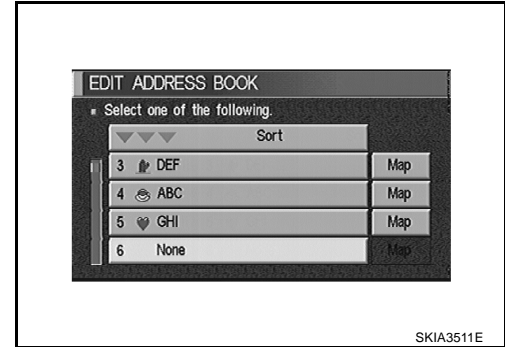 EDIT ADDRESS BOOK
Select one of the following.
Sort
3 DEF Map
4 ABC Map
5 GHI Map
6 None Map
SKIA3511E